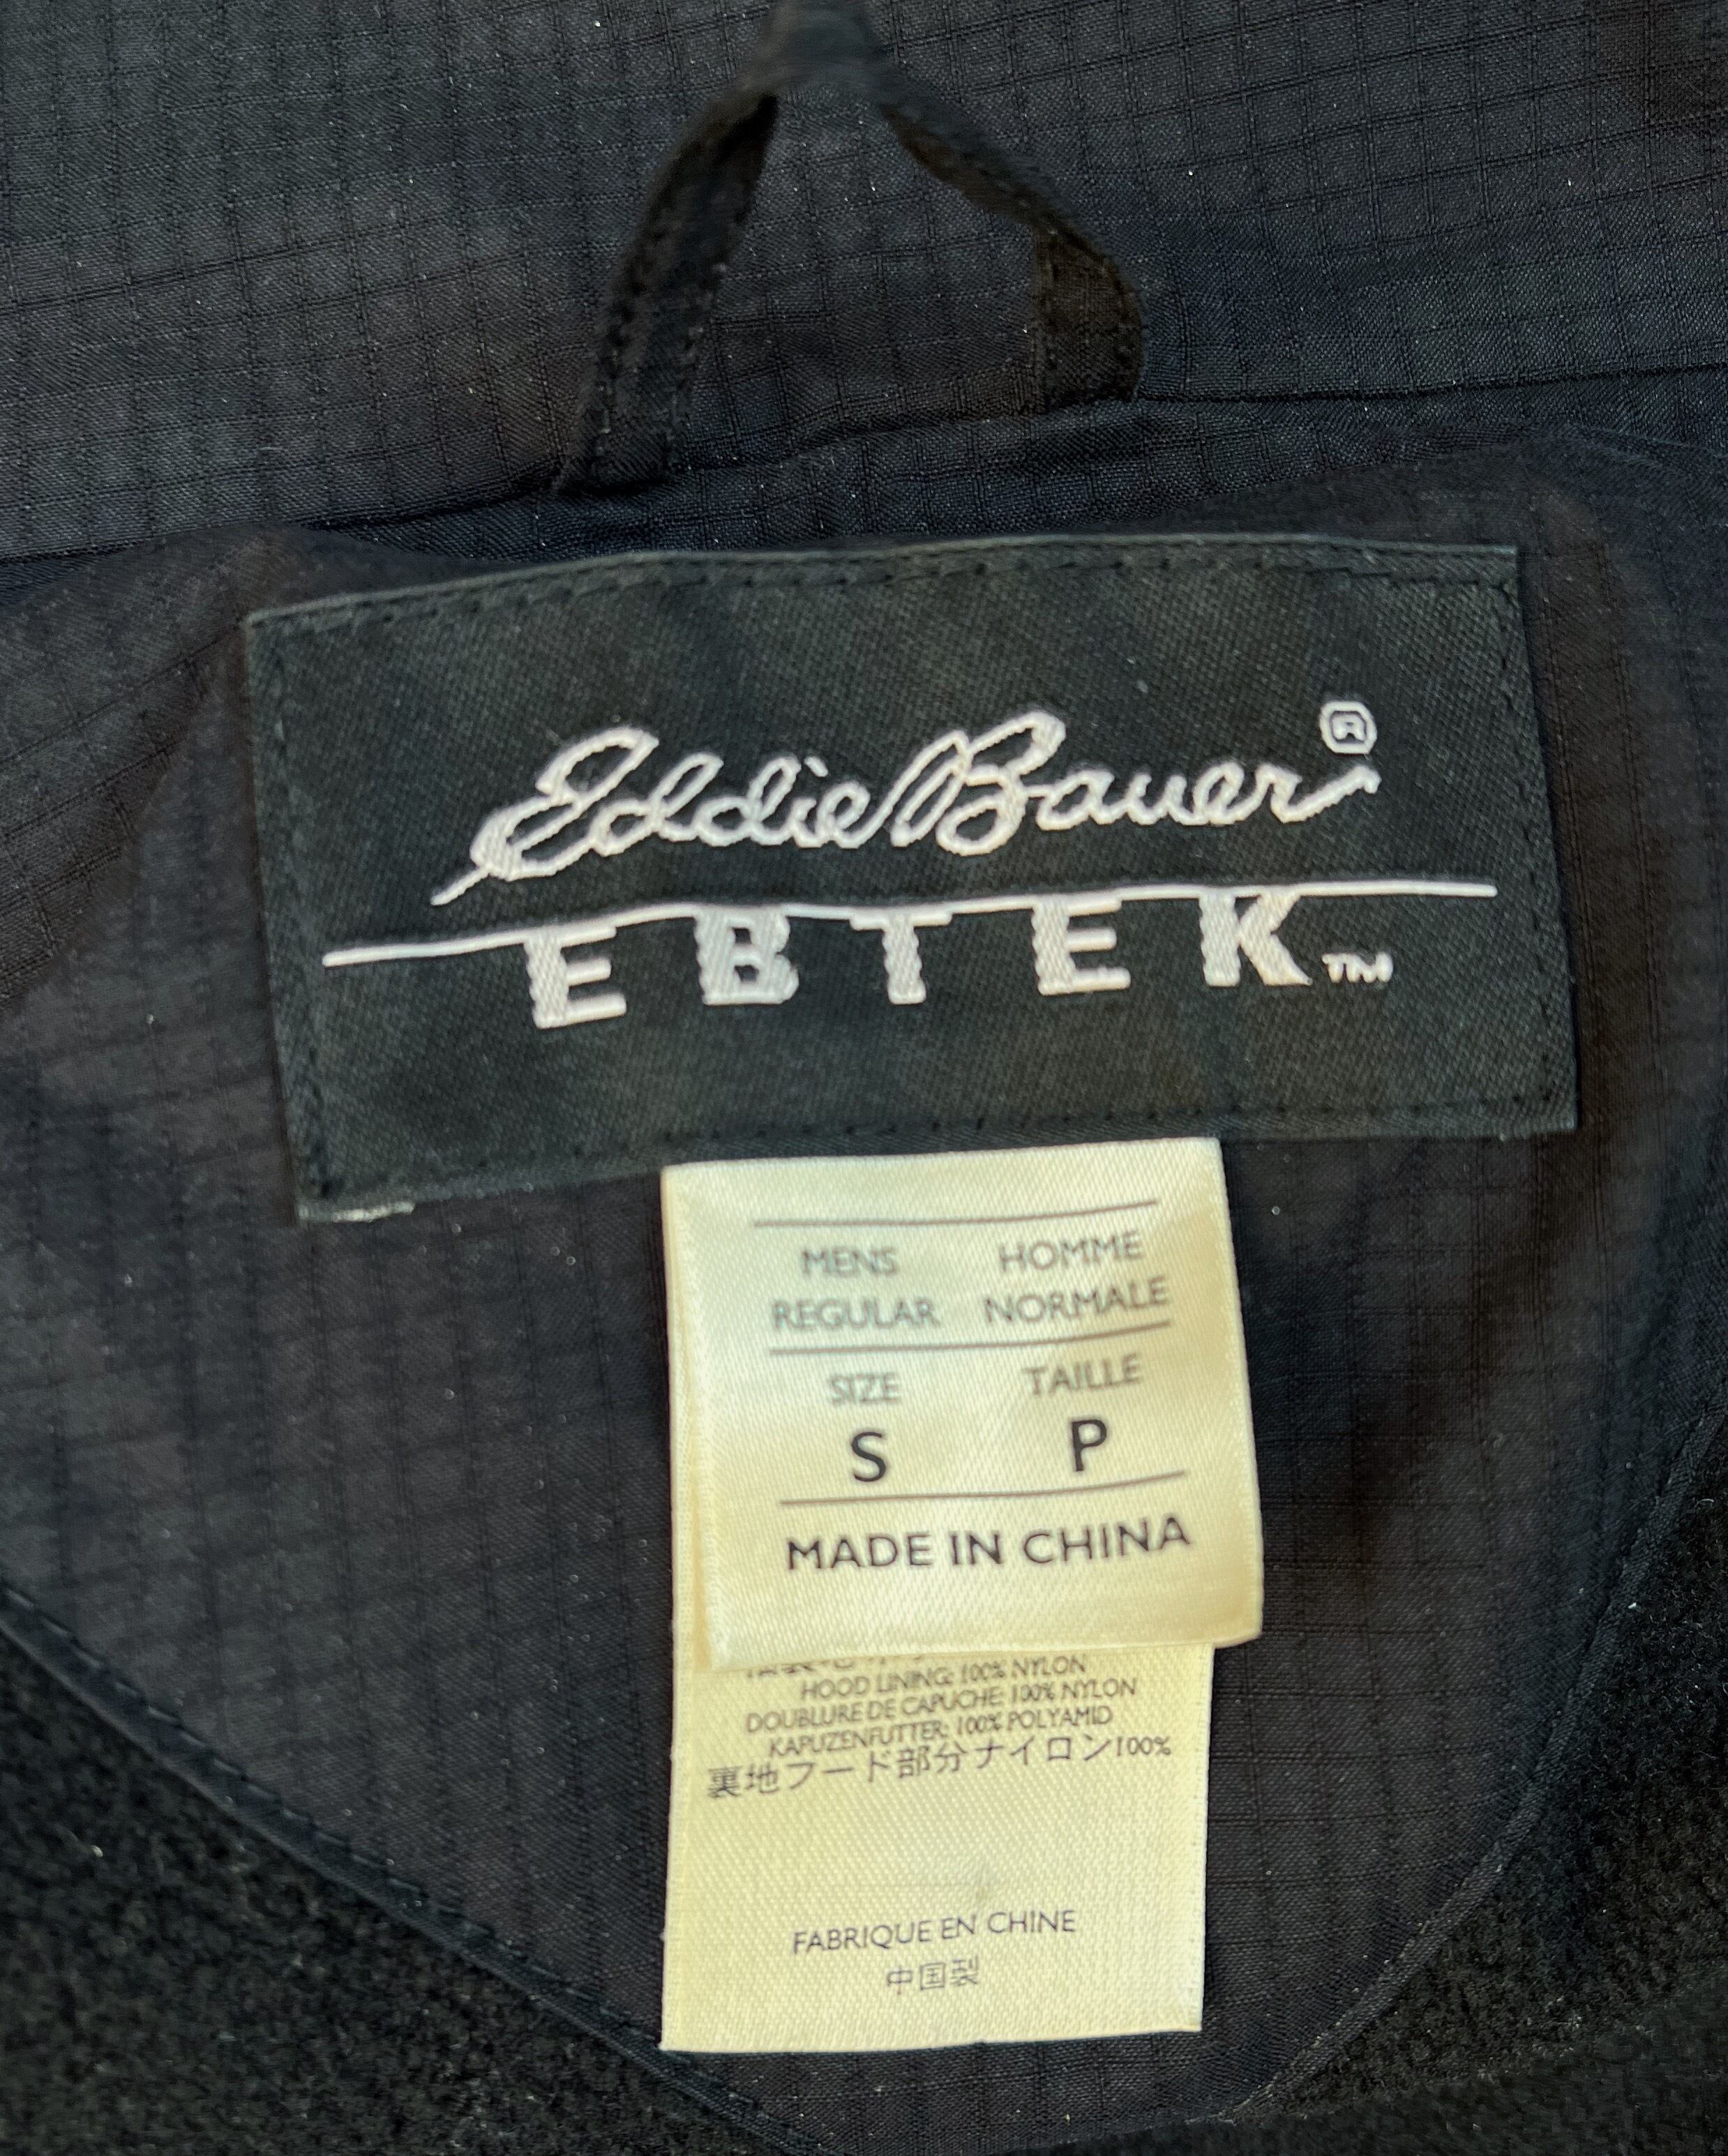 Eddie Bauer®
EBTEK™
MENS HOMME
REGULAR NORMALE
SIZE TAILLE
S P
MADE IN CHINA
HOOD LINING: 100% NYLON
DOUBLURE DE CAPUCHE: 100% NYLON
KAPUZENFUTTER: 100% POLYAMID
裏地フード部分ナイロン100%
FABRIQUE EN CHINE
中国製